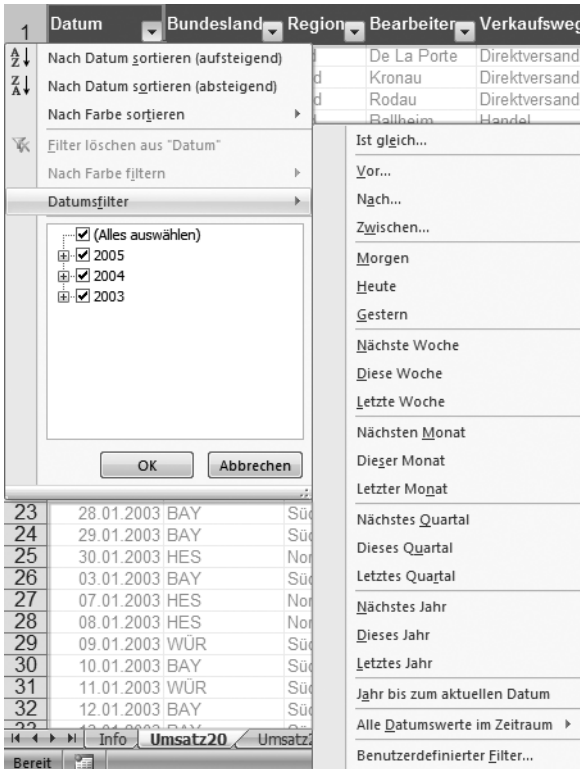 1 Datum Bundesland Region Bearbeiter Verkaufsweg
De La Porte Direktversand
Kronau Direktversand
Rodau Direktversand
Ballheim Handel
Nach Datum sortieren (aufsteigend)
Nach Datum sortieren (absteigend)
Nach Farbe sortieren
Filter löschen aus "Datum"
Nach Farbe filtern
Datumsfilter
(Alles auswählen)
2005
2004
2003
OK Abbrechen
Ist gleich...
Vor...
Nach...
Zwischen...
Morgen
Heute
Gestern
Nächste Woche
Diese Woche
Letzte Woche
Nächsten Monat
Dieser Monat
Letzter Monat
Nächstes Quartal
Dieses Quartal
Letztes Quartal
Nächstes Jahr
Dieses Jahr
Letztes Jahr
Jahr bis zum aktuellen Datum
Alle Datumswerte im Zeitraum
Benutzerdefinierter Filter...
23 28.01.2003 BAY Süd
24 29.01.2003 BAY Süd
25 30.01.2003 HES Nor
26 03.01.2003 BAY Süd
27 07.01.2003 HES Nor
28 08.01.2003 HES Nor
29 09.01.2003 WÜR Süd
30 10.01.2003 BAY Süd
31 11.01.2003 WÜR Süd
32 12.01.2003 BAY Süd
Info Umsatz20 Umsatz2
Bereit